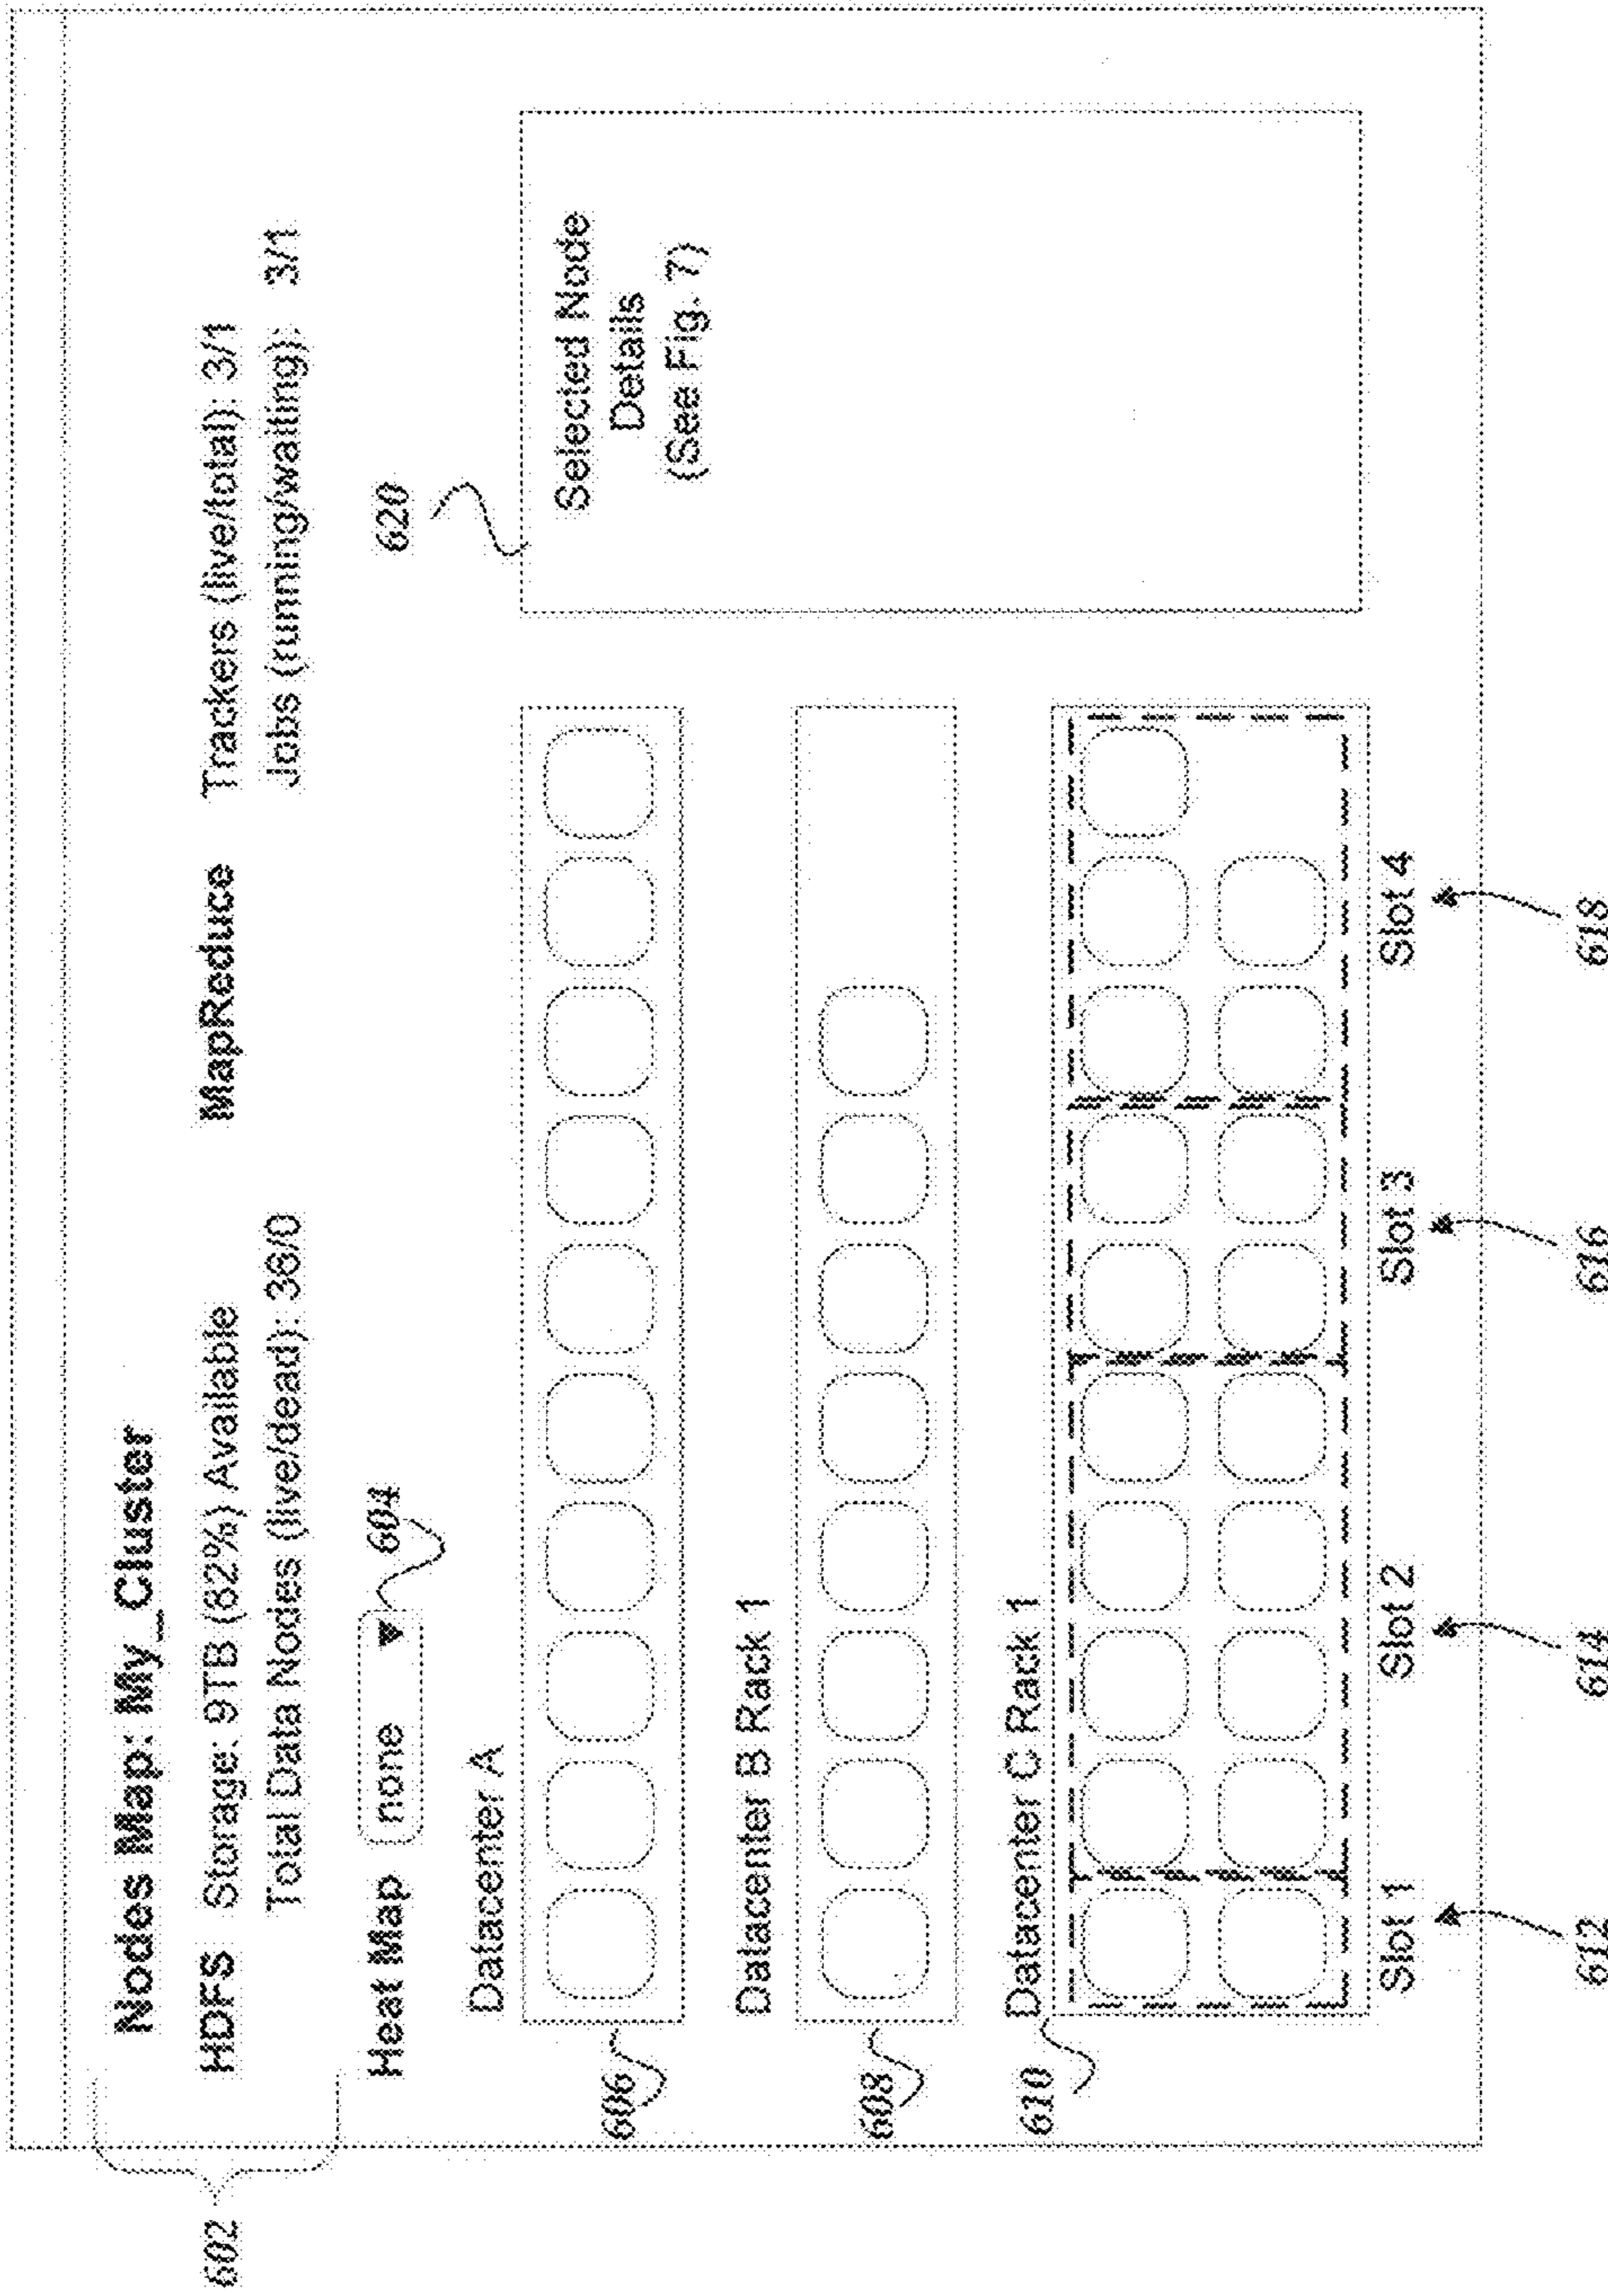 Nodes Map: My_Cluster
602
HDFS Storage: 9TB (82%) Available MapReduce Trackers (live/total): 3/1
Total Data Nodes (live/dead): 38/0 Jobs (running/waiting): 3/1
Heat Map none ▼ 604 620
Datacenter A
606
Selected Node
Details
(See Fig. 7)
Datacenter B Rack 1
608
Datacenter C Rack 1
610
Slot 1 Slot 2 Slot 3 Slot 4
612 614 616 618